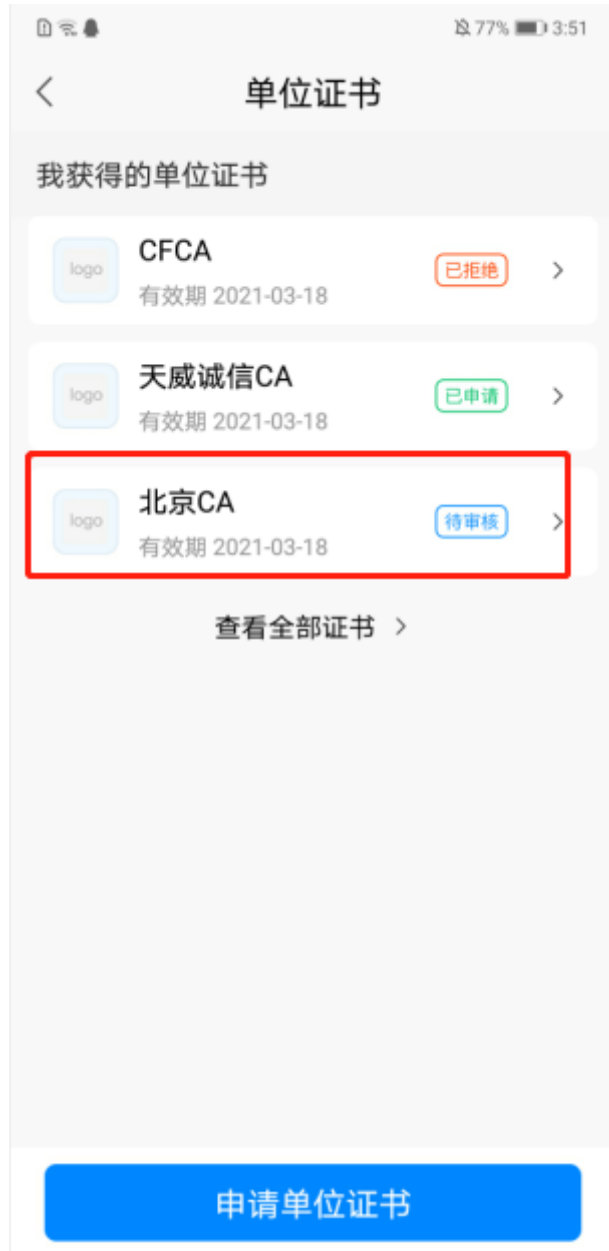 77% 3:51
单位证书
我获得的单位证书
logo
CFCA
已拒绝
有效期 2021-03-18
logo
天威诚信CA
已申请
有效期 2021-03-18
logo
北京CA
待审核
有效期 2021-03-18
查看全部证书
申请单位证书